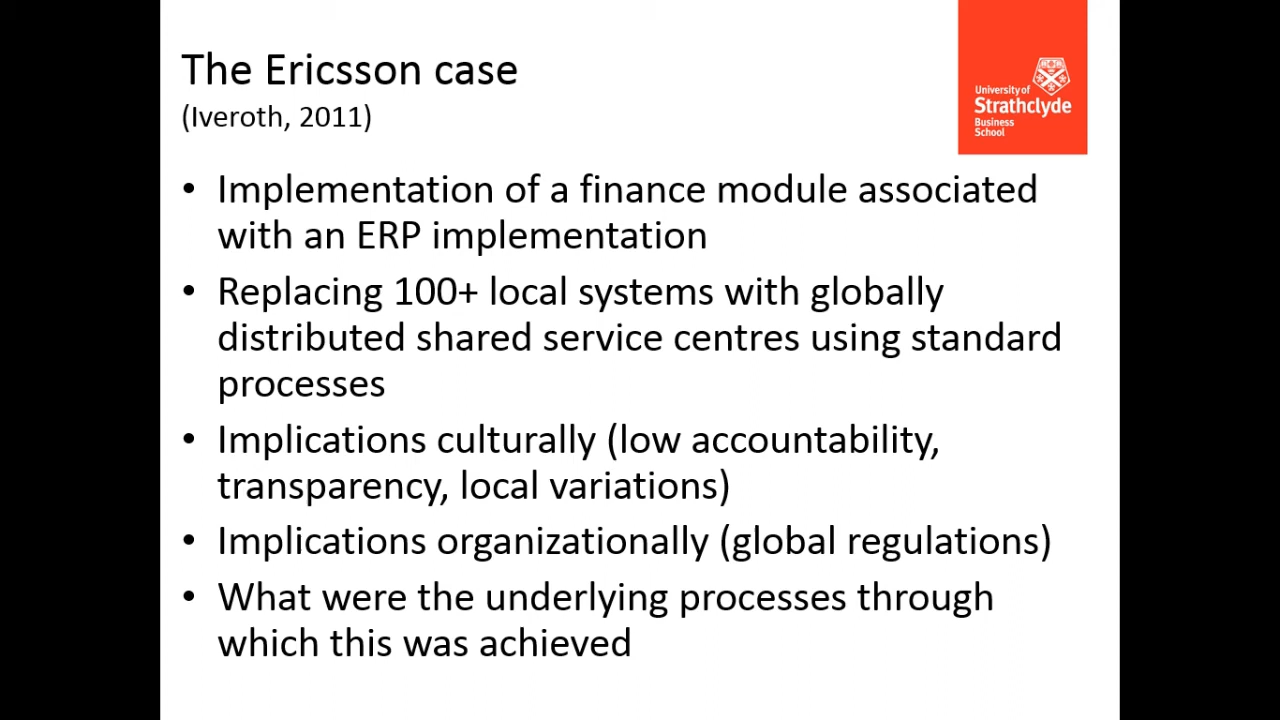 The Ericsson case
(Iveroth, 2011)
University of
Strathclyde
Business
School
• Implementation of a finance module associated
with an ERP implementation
• Replacing 100+ local systems with globally
distributed shared service centres using standard
processes
• Implications culturally (low accountability,
transparency, local variations)
• Implications organizationally (global regulations)
• What were the underlying processes through
which this was achieved